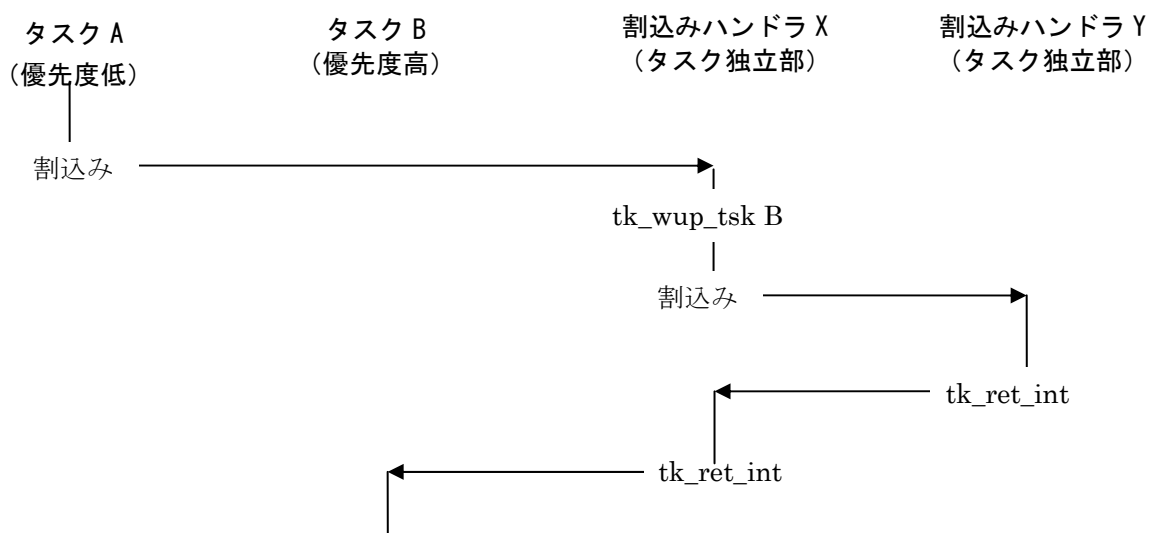 タスク A
(優先度低)
タスク B
(優先度高)
割込みハンドラ X
(タスク独立部)
割込みハンドラ Y
(タスク独立部)
割込み
tk_wup_tsk B
割込み
tk_ret_int
tk_ret_int